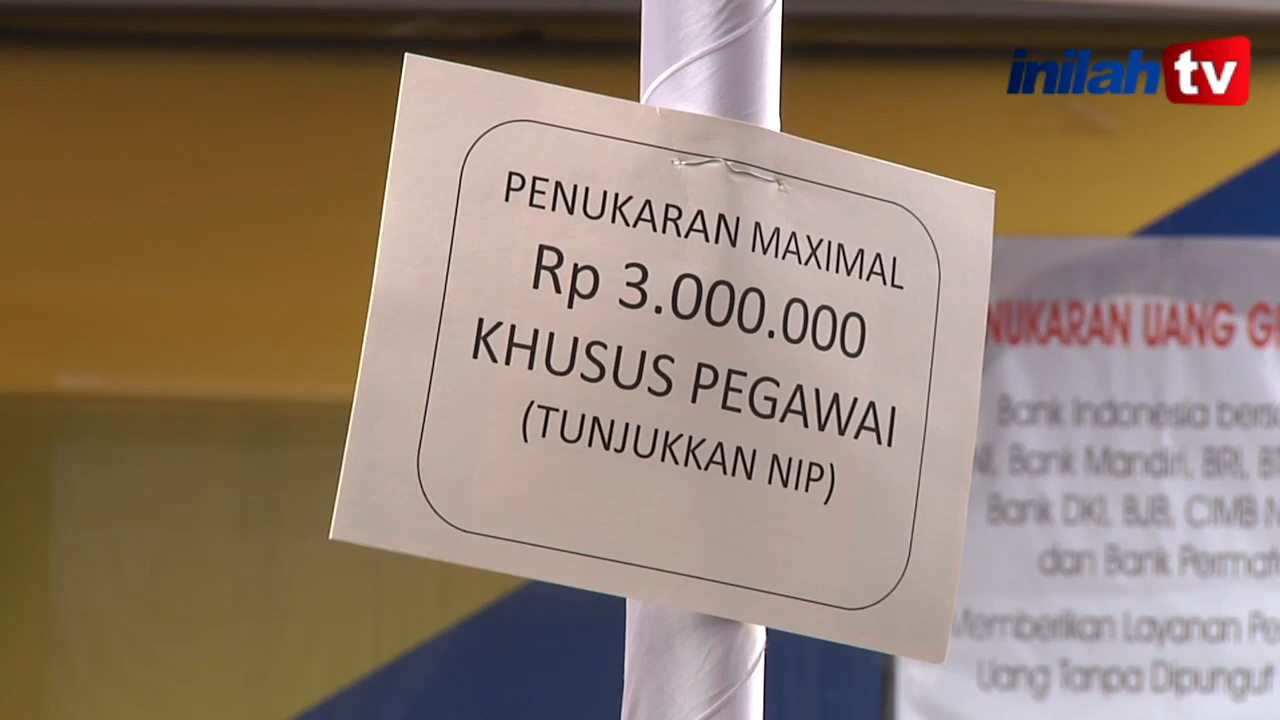 inilah tv
PENUKARAN MAXIMAL
Rp 3.000.000
KHUSUS PEGAWAI
(TUNJUKKAN NIP)
UANG
Bank Indonesia
Bank Mandiri, BRI,
Bank DKI, BJB, CIMB
dan Bank
Layanan
Uang Tanpa Dipungut